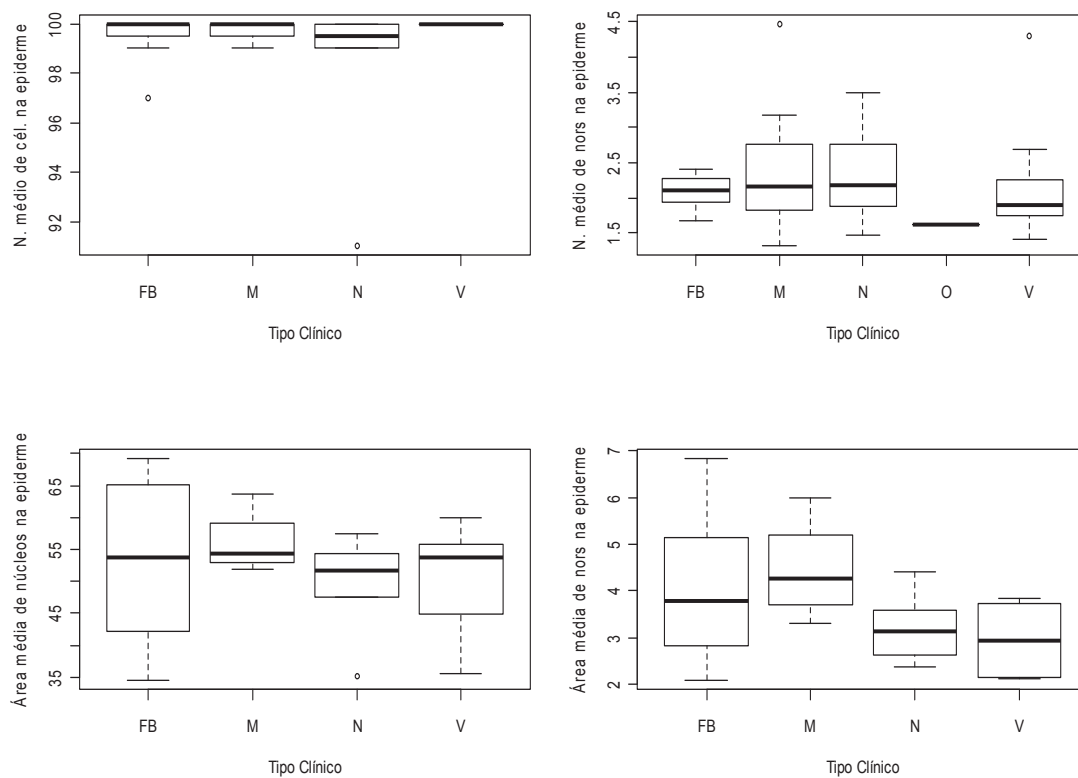 N. médio de cél. na epiderme
100
98
96
94
92
FB M N V
Tipo Clínico
N. médio de nors na epiderme
4.5
3.5
2.5
1.5
FB M N O V
Tipo Clínico
Área média de núcleos na epiderme
65
55
45
35
FB M N V
Tipo Clínico
Área média de nors na epiderme
7
6
5
4
3
2
FB M N V
Tipo Clínico